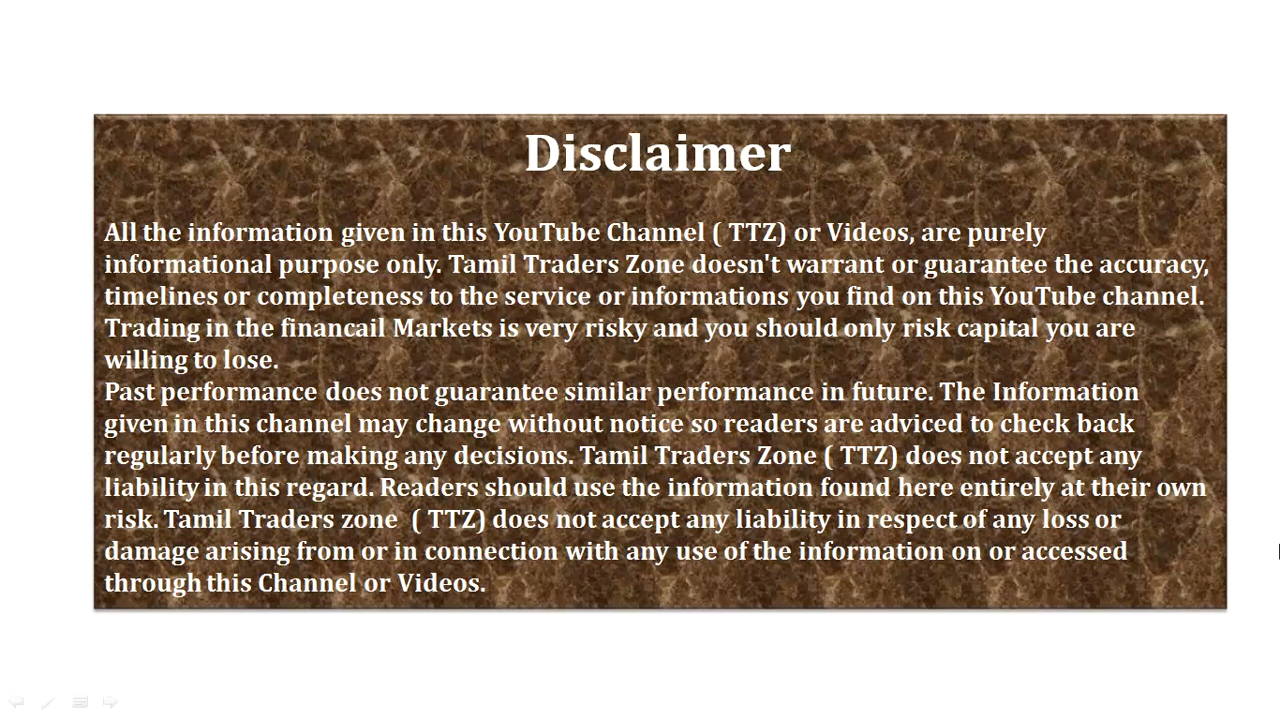 Disclaimer
All the information given in this YouTube Channel ( TTZ) or Videos, are purely
informational purpose only. Tamil Traders Zone doesn't warrant or guarantee the accuracy,
timelines or completeness to the service or informations you find on this YouTube channel.
Trading in the financail Markets is very risky and you should only risk capital you are
willing to lose.
Past performance does not guarantee similar performance in future. The Information
given in this channel may change without notice so readers are adviced to check back
regularly before making any decisions. Tamil Traders Zone ( TTZ) does not accept any
liability in this regard. Readers should use the information found here entirely at their own
risk. Tamil Traders zone  ( TTZ) does not accept any liability in respect of any loss or
damage arising from or in connection with any use of the information on or accessed
through this Channel or Videos.